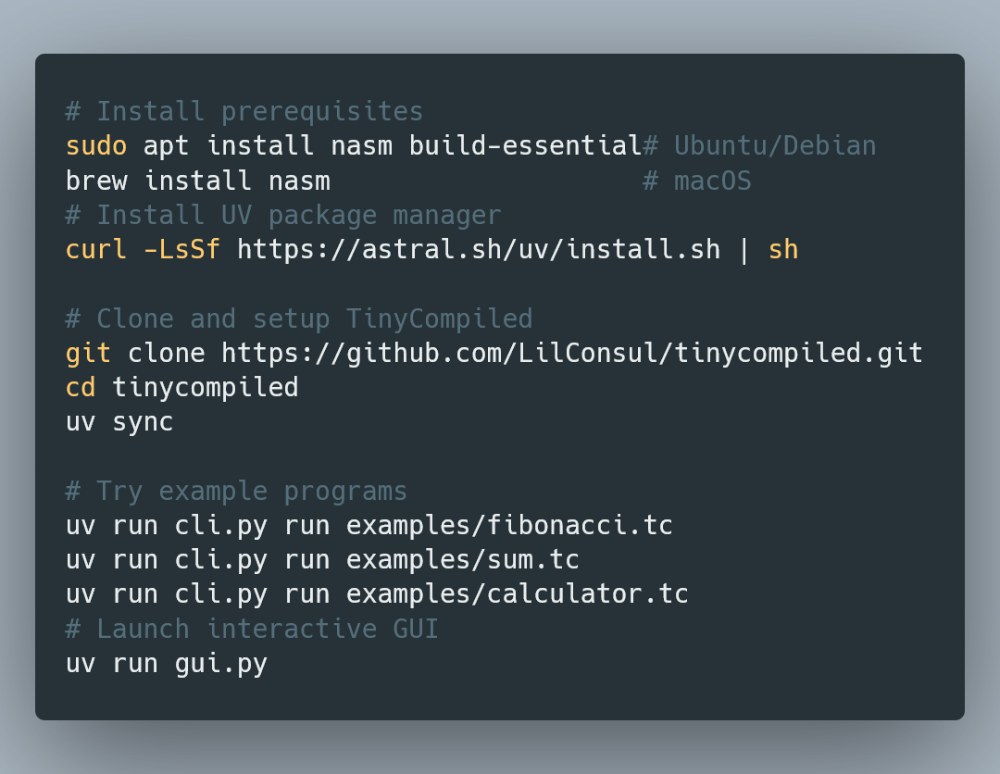 # Install prerequisites
sudo apt install nasm build-essential# Ubuntu/Debian
brew install nasm                    # macOS
# Install UV package manager
curl -LsSf https://astral.sh/uv/install.sh | sh

# Clone and setup TinyCompiled
git clone https://github.com/LilConsul/tinycompiled.git
cd tinycompiled
uv sync

# Try example programs
uv run cli.py run examples/fibonacci.tc
uv run cli.py run examples/sum.tc
uv run cli.py run examples/calculator.tc
# Launch interactive GUI
uv run gui.py